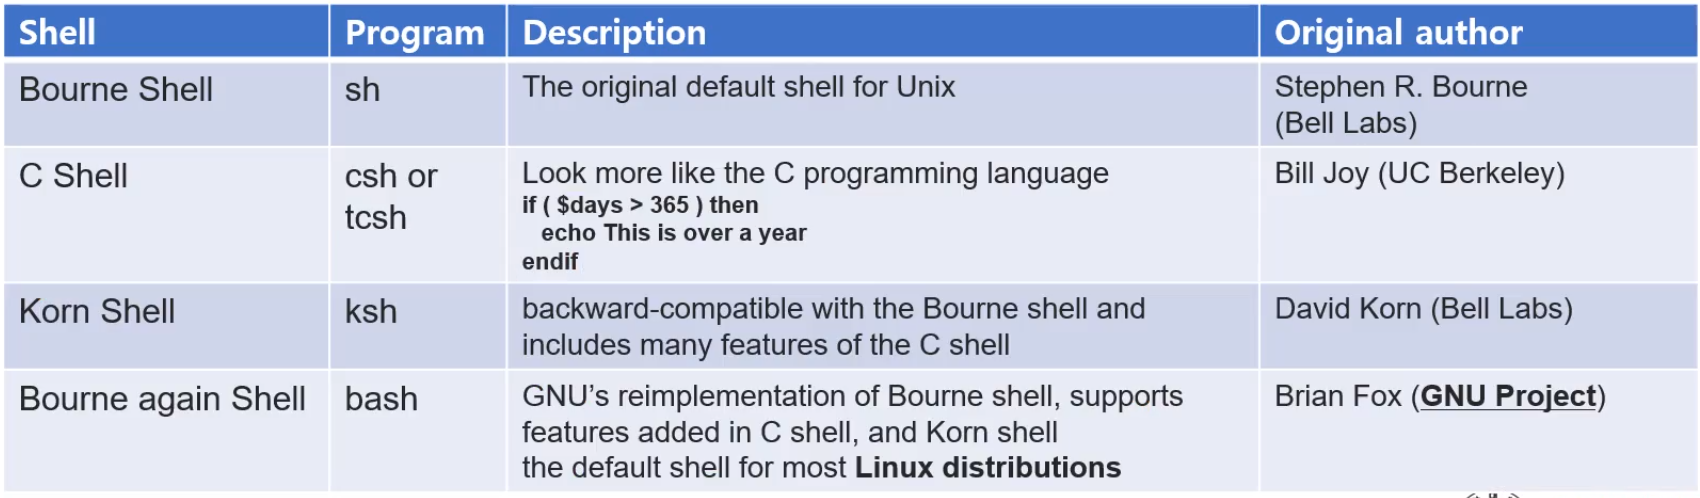 Shell Program Description Original author
Bourne Shell sh The original default shell for Unix Stephen R. Bourne
(Bell Labs)
C Shell csh or Look more like the C programming language Bill Joy (UC Berkeley)
tcsh if ( $days > 365 ) then
echo This is over a year
endif
Korn Shell ksh backward-compatible with the Bourne shell and David Korn (Bell Labs)
includes many features of the C shell
Bourne again Shell bash GNU’s reimplementation of Bourne shell, supports Brian Fox (GNU Project)
features added in C shell, and Korn shell
the default shell for most Linux distributions